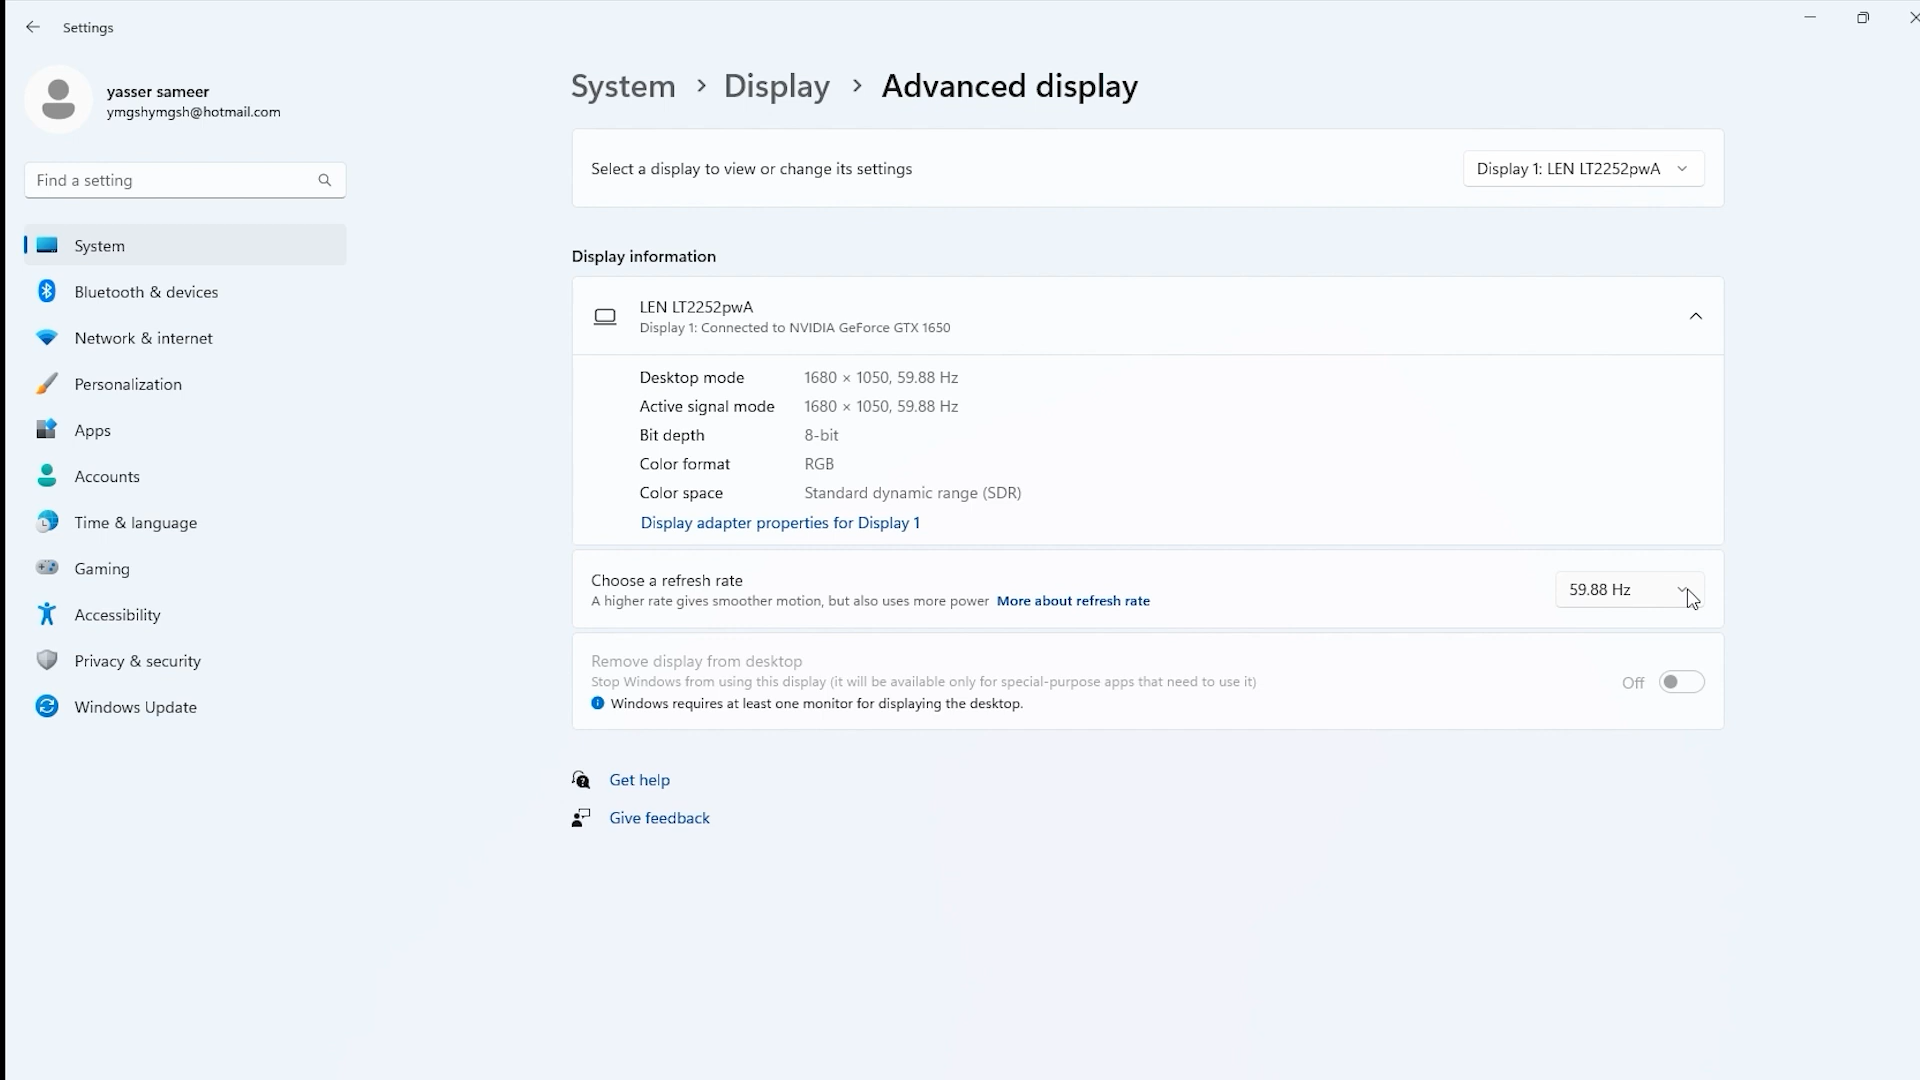 Settings
yasser sameer
ymgshymgsh@hotmail.com
Find a setting
System
Bluetooth & devices
Network & internet
Personalization
Apps
Accounts
Time & language
Gaming
Accessibility
Privacy & security
Windows Update
System > Display > Advanced display
Select a display to view or change its settings
Display 1: LEN LT2252pwA
Display information
LEN LT2252pwA
Display 1: Connected to NVIDIA GeForce GTX 1650
Desktop mode 1680 × 1050, 59.88 Hz
Active signal mode 1680 × 1050, 59.88 Hz
Bit depth 8-bit
Color format RGB
Color space Standard dynamic range (SDR)
Display adapter properties for Display 1
Choose a refresh rate
A higher rate gives smoother motion, but also uses more power More about refresh rate
59.88 Hz
Remove display from desktop
Stop Windows from using this display (it will be available only for special-purpose apps that need to use it)
Windows requires at least one monitor for displaying the desktop.
Off
Get help
Give feedback